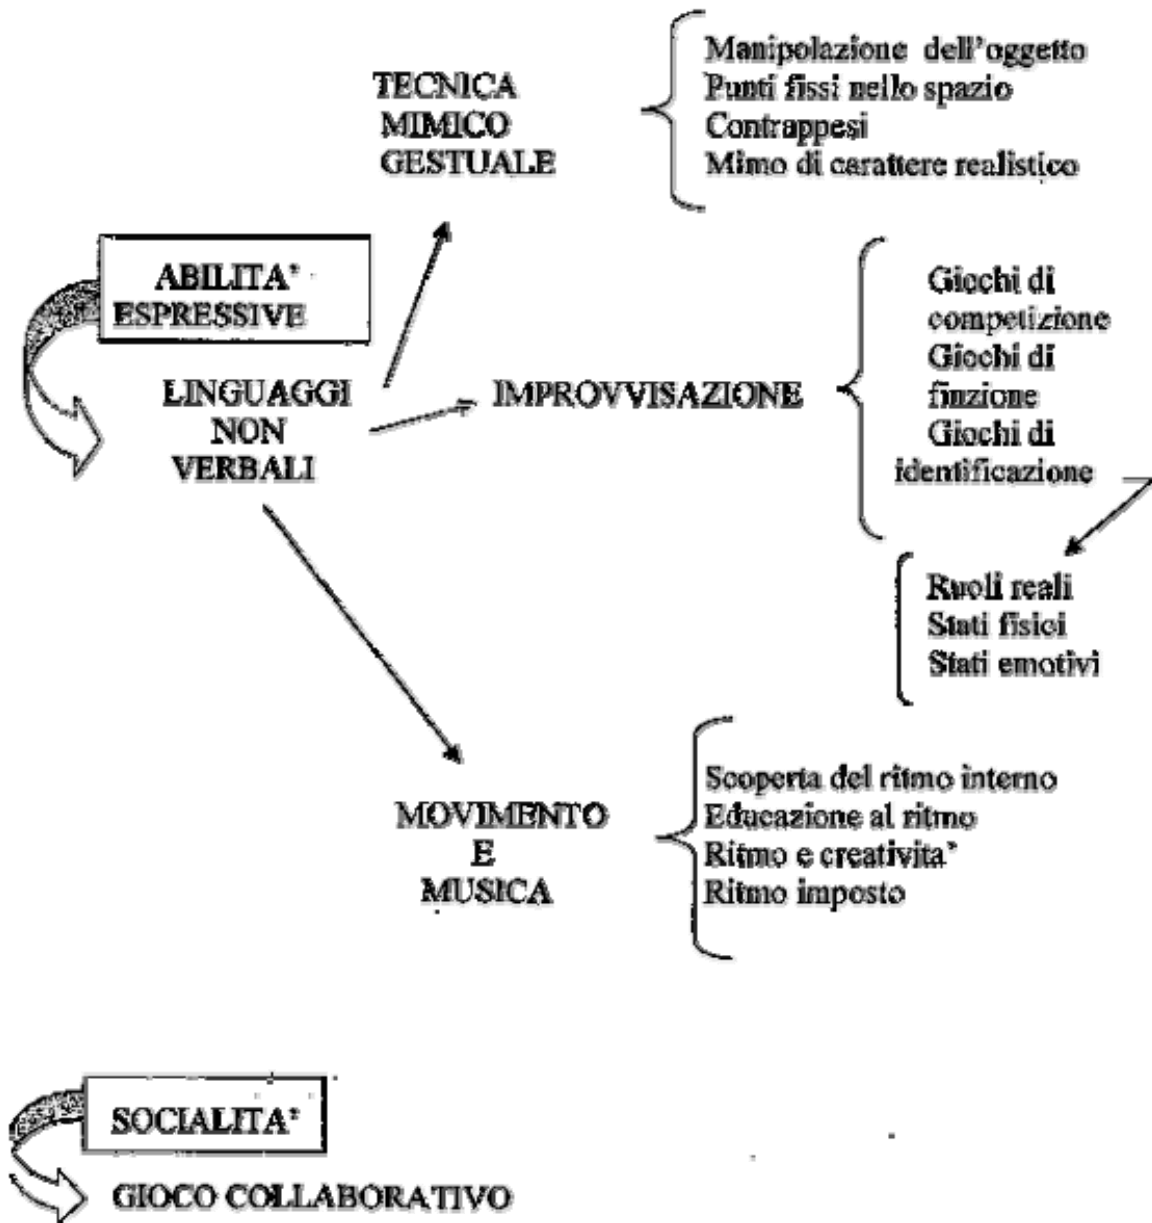 TECNICA
MIMICO
GESTUALE
Manipolazione dell'oggetto
Punti fissi nello spazio
Contrappesi
Mimo di carattere realistico
ABILITA'
ESPRESSIVE
LINGUAGGI
NON
VERBALI
IMPROVVISAZIONE
Giochi di
competizione
Giochi di
finzione
Giochi di
identificazione
Ruoli reali
Stati fisici
Stati emotivi
MOVIMENTO
E
MUSICA
Scoperta del ritmo interno
Educazione al ritmo
Ritmo e creativita'
Ritmo imposto
SOCIALITA'
GIOCO COLLABORATIVO